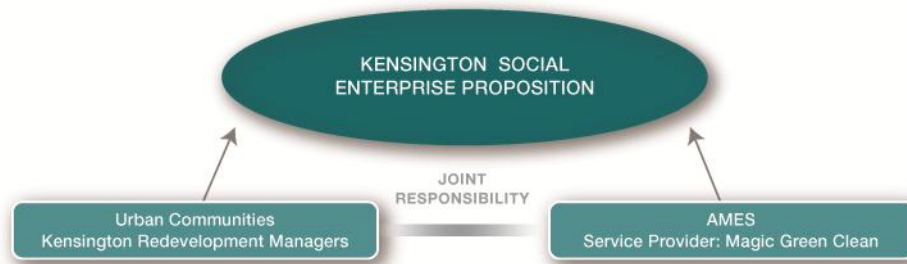 KENSINGTON SOCIAL
ENTERPRISE PROPOSITION
JOINT
RESPONSIBILITY
Urban Communities
Kensington Redevelopment Managers
AMES
Service Provider: Magic Green Clean